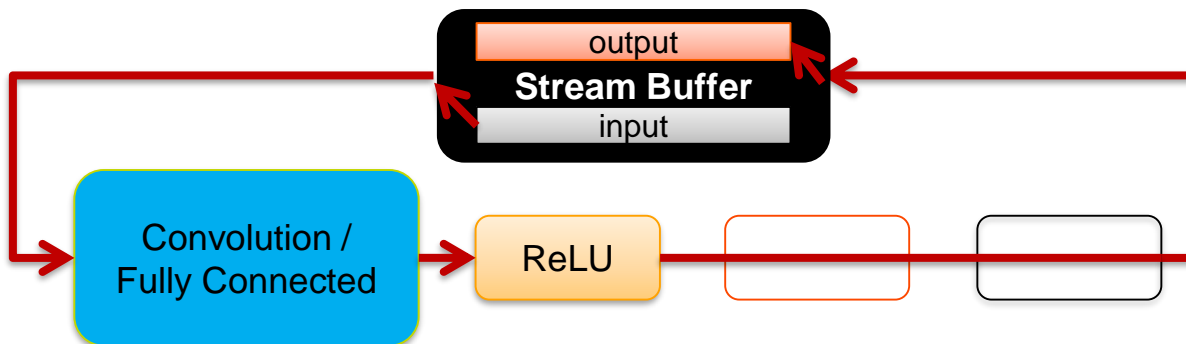 output
Stream Buffer
input
Convolution /
Fully Connected
ReLU